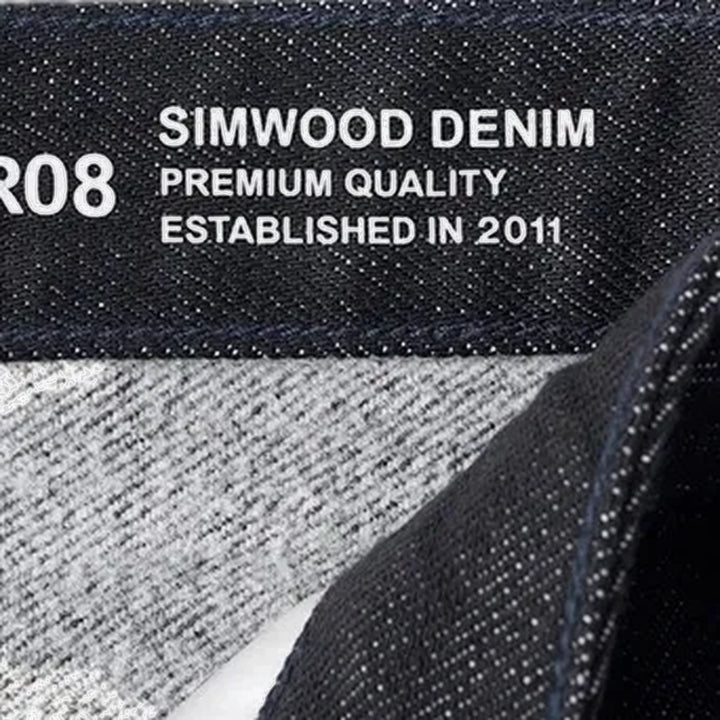 R08
SIMWOOD DENIM
PREMIUM QUALITY
ESTABLISHED IN 2011